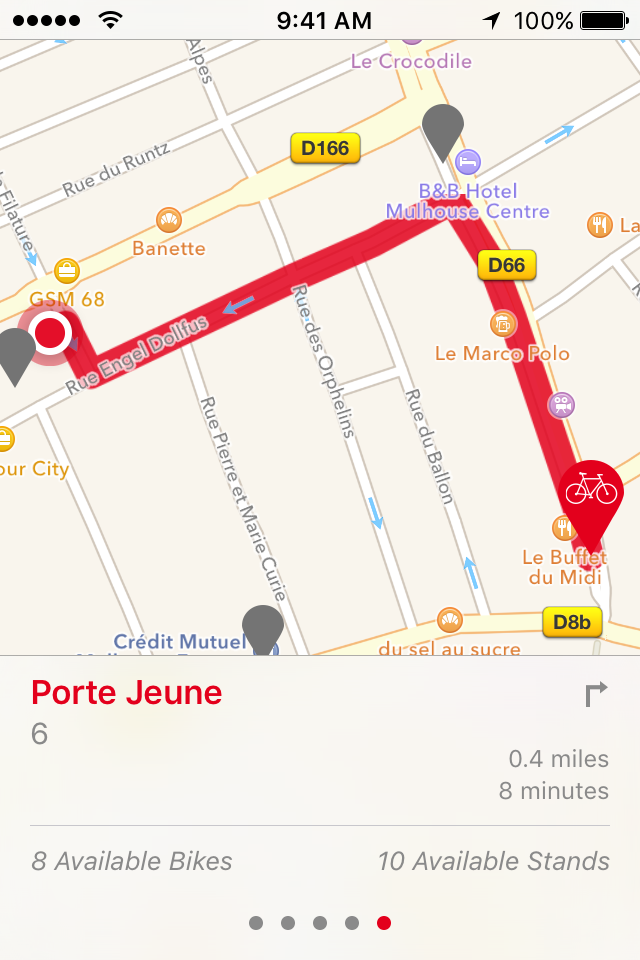 9:41 AM
100%
Alpes
Le Crocodile
D166
Rue du Runtz
Filature
B&B Hotel
Mulhouse Centre
Banette
La
D66
GSM 68
Rue Engel Dollfus
Le Marco Polo
Rue des Orphelins
Rue du Ballon
Rue Pierre et Marie Curie
our City
Le Buffet
du Midi
D8b
Crédit Mutuel
du sel au sucre
Porte Jeune
6
0.4 miles
8 minutes
8 Available Bikes
10 Available Stands